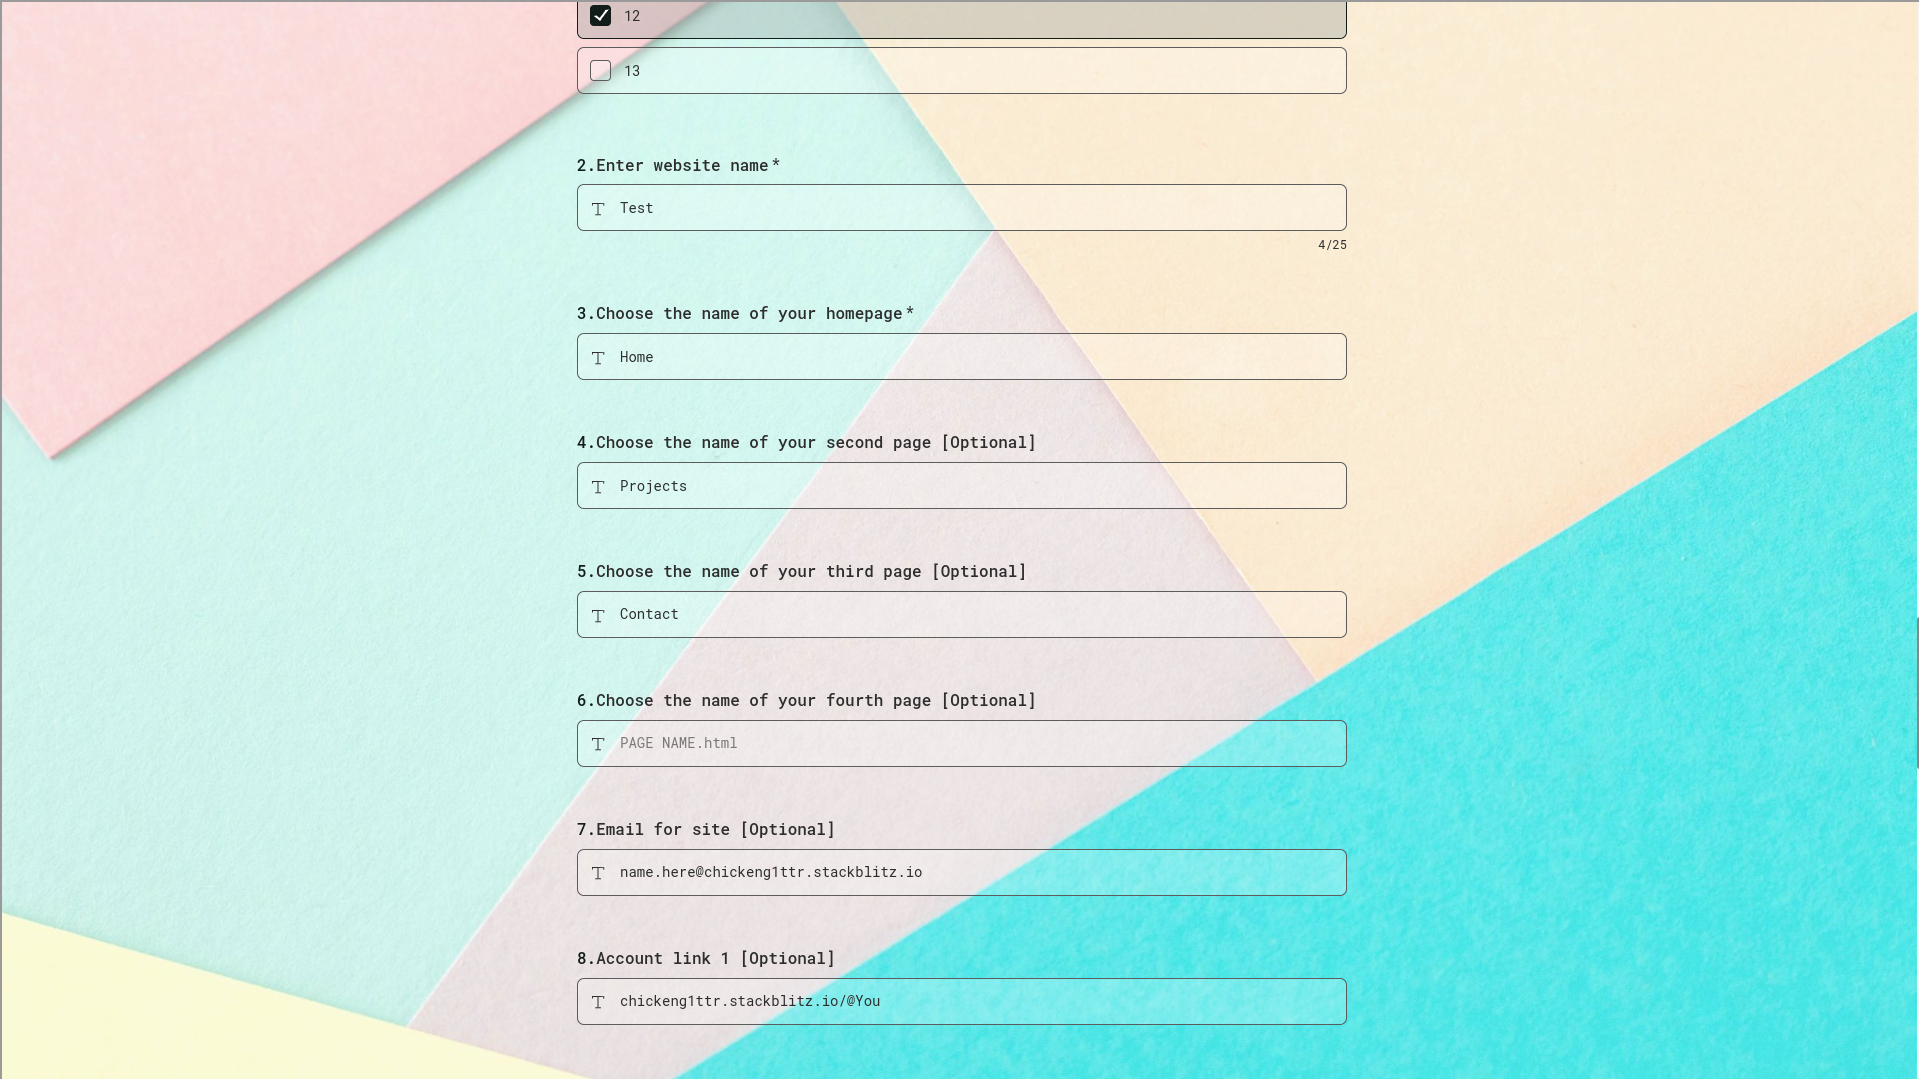 12
13
2.Enter website name*
Test
4/25
3.Choose the name of your homepage*
Home
4.Choose the name of your second page [Optional]
Projects
5.Choose the name of your third page [Optional]
Contact
6.Choose the name of your fourth page [Optional]
PAGE NAME.html
7.Email for site [Optional]
name.here@chickeng1ttr.stackblitz.io
8.Account link 1 [Optional]
chickeng1ttr.stackblitz.io/@You